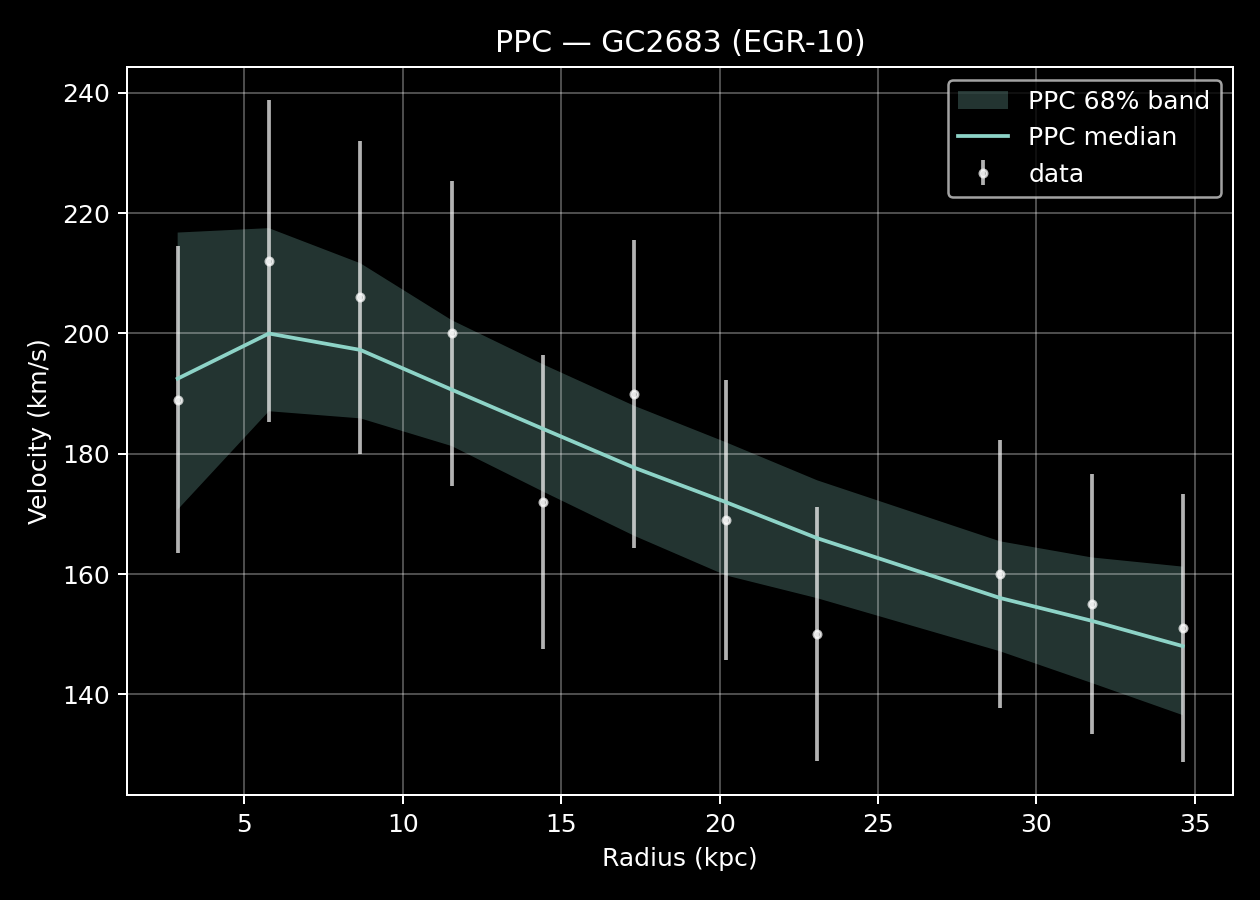 PPC — GC2683 (EGR-10)
PPC 68% band
PPC median
data
Velocity (km/s)
240
220
200
180
160
140
5 10 15 20 25 30 35
Radius (kpc)